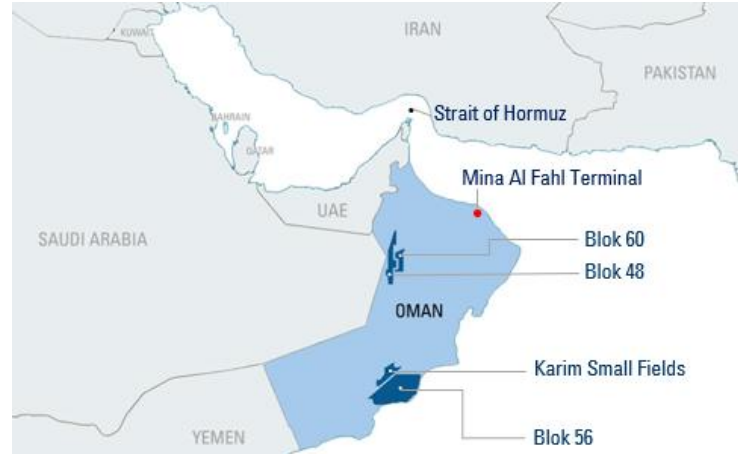 KUWAIT
IRAN
PAKISTAN
Strait of Hormuz
BAHRAIN
QATAR
Mina Al Fahl Terminal
UAE
SAUDI ARABIA
Blok 60
Blok 48
OMAN
Karim Small Fields
YEMEN
Blok 56